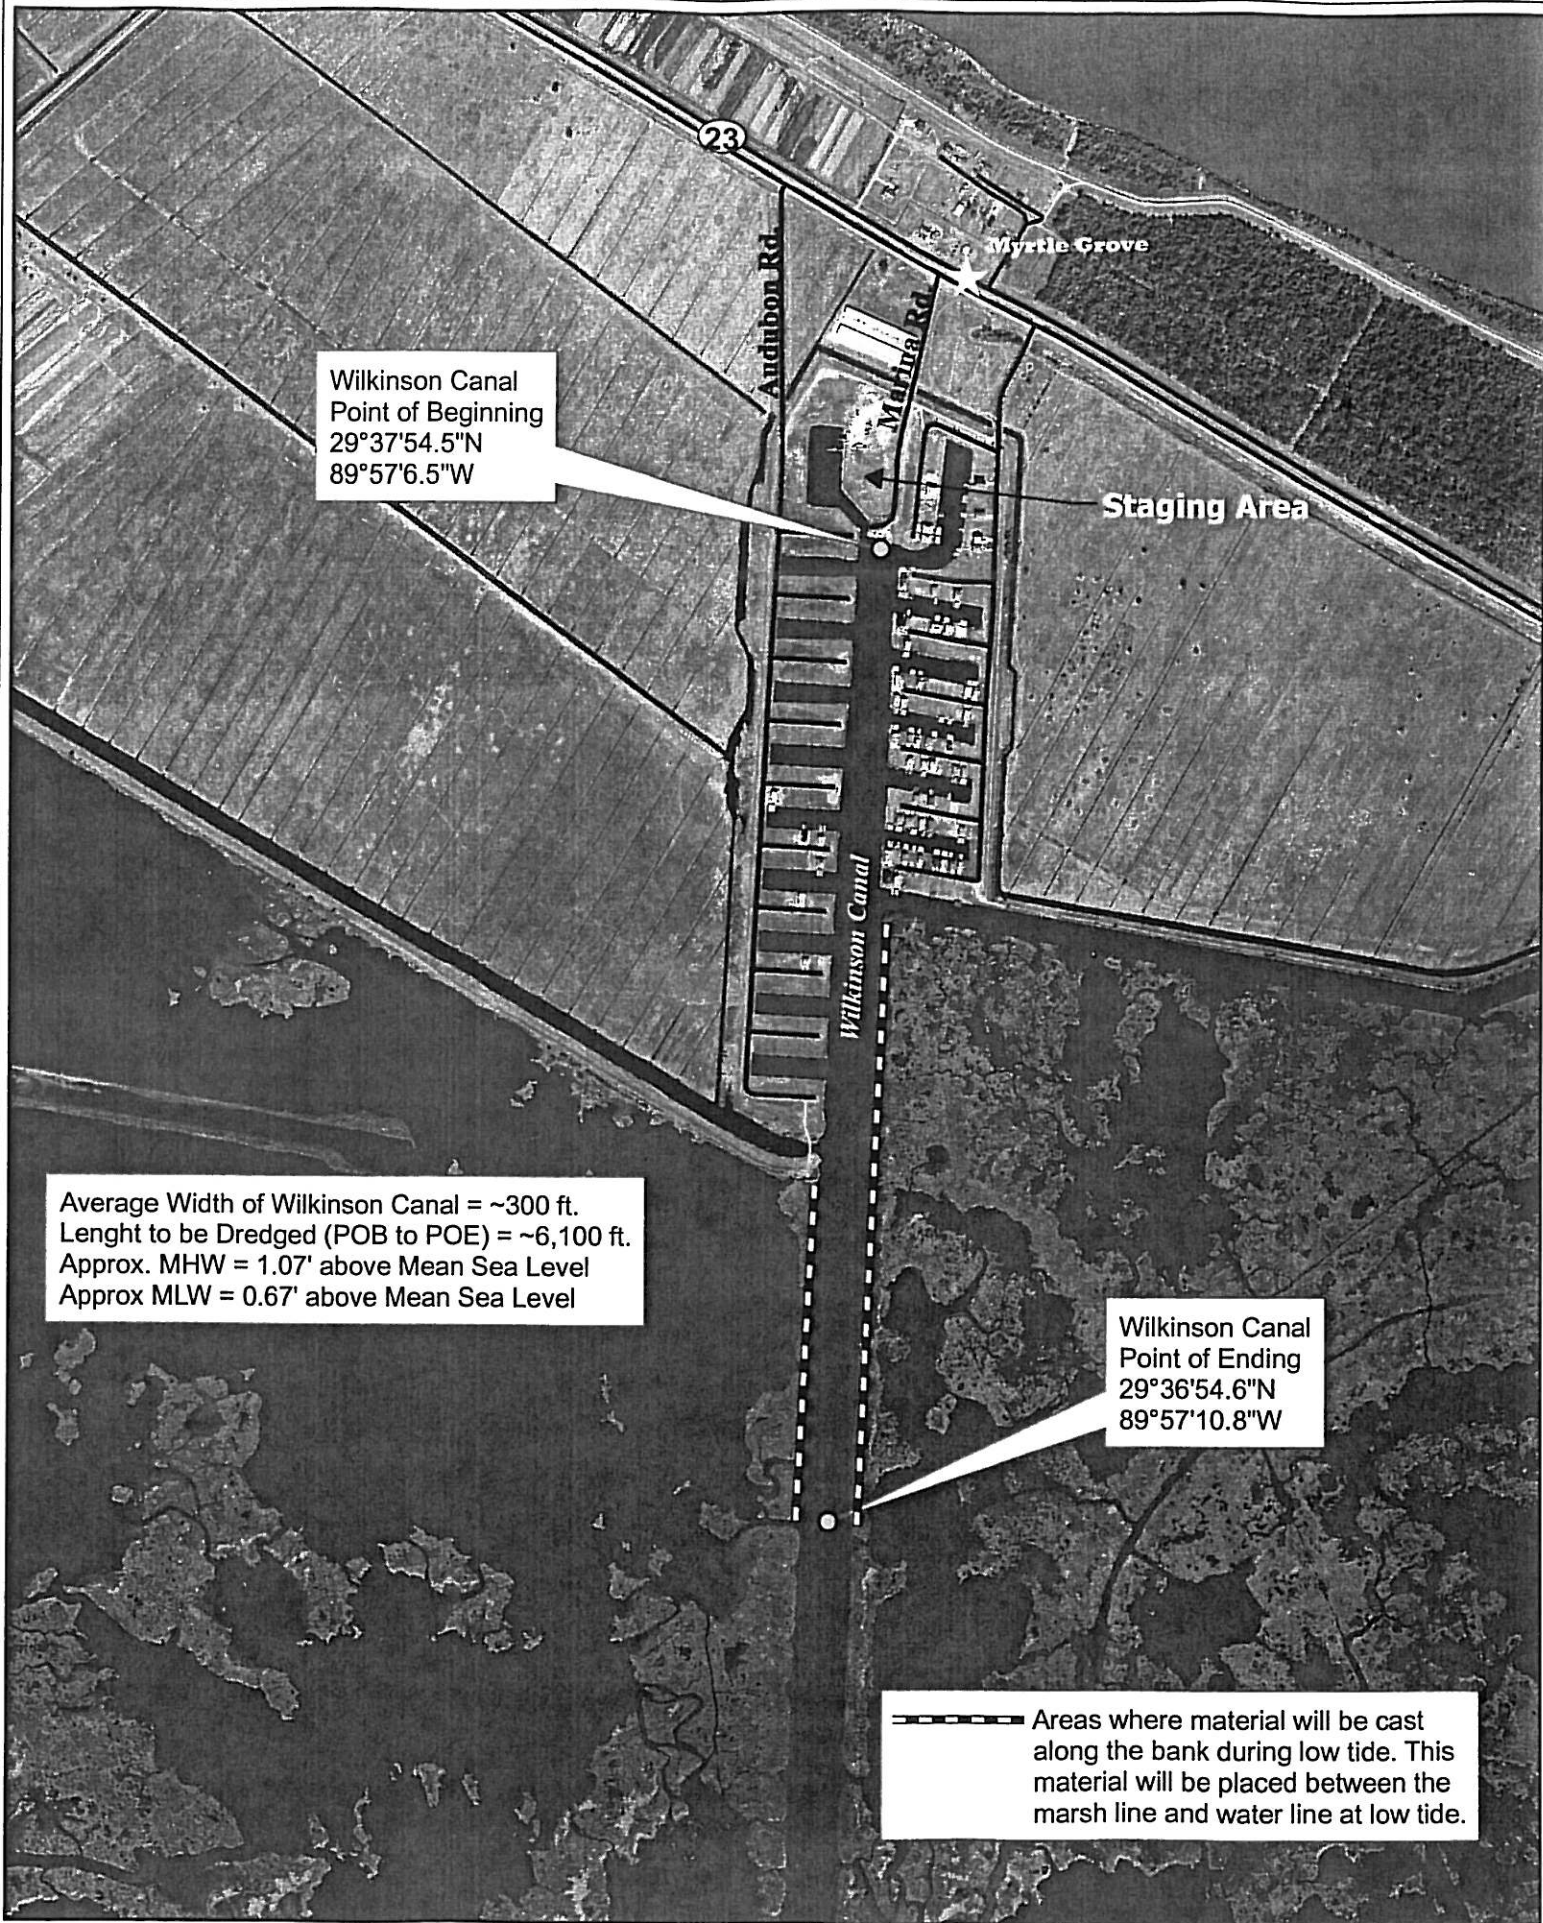 23
Myrtle Grove
Audubon Rd.
Marina Rd.
Wilkinson Canal
Point of Beginning
29°37'54.5"N
89°57'6.5"W
Staging Area
Wilkinson Canal
Average Width of Wilkinson Canal = ~300 ft.
Lenght to be Dredged (POB to POE) = ~6,100 ft.
Approx. MHW = 1.07' above Mean Sea Level
Approx MLW = 0.67' above Mean Sea Level
Wilkinson Canal
Point of Ending
29°36'54.6"N
89°57'10.8"W
Areas where material will be cast
along the bank during low tide. This
material will be placed between the
marsh line and water line at low tide.